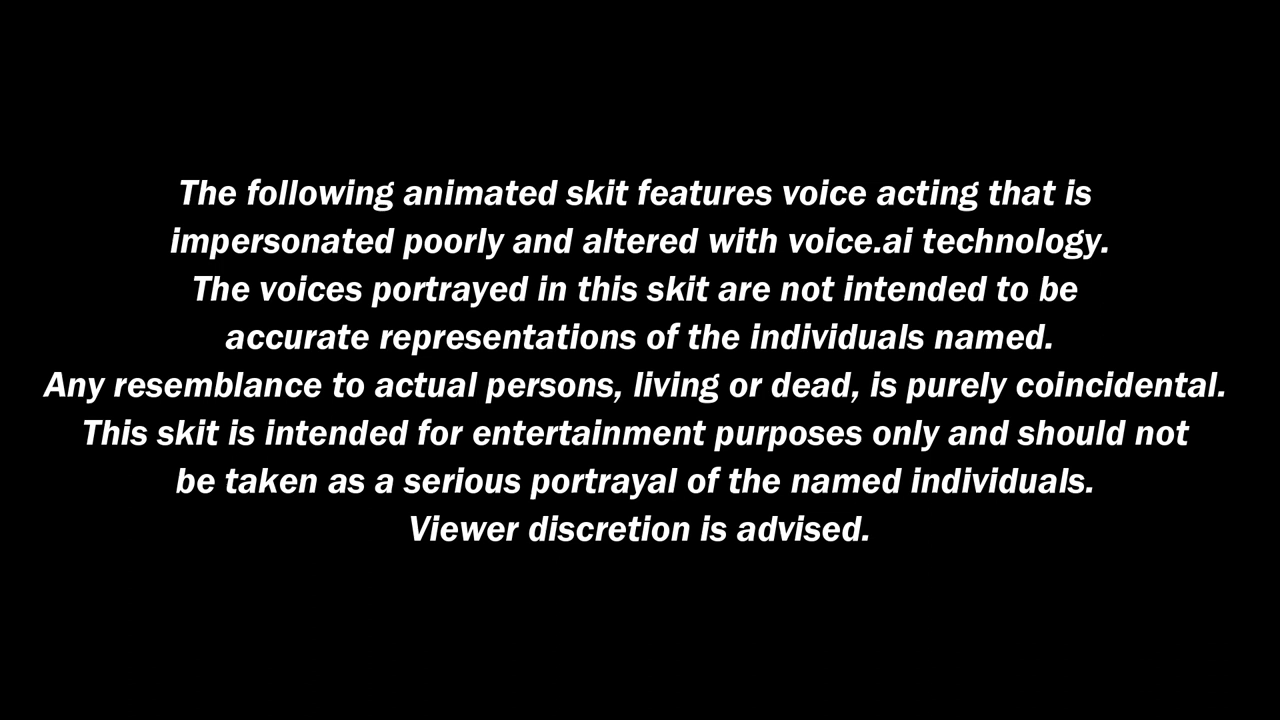 The following animated skit features voice acting that is
impersonated poorly and altered with voice.ai technology.
The voices portrayed in this skit are not intended to be
accurate representations of the individuals named.
Any resemblance to actual persons, living or dead, is purely coincidental.
This skit is intended for entertainment purposes only and should not
be taken as a serious portrayal of the named individuals.
Viewer discretion is advised.